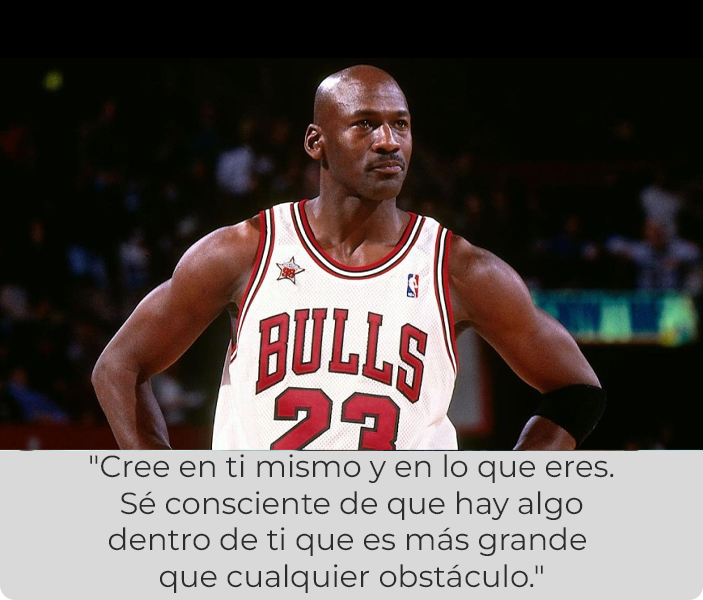 98
BULLS
23
"Cree en ti mismo y en lo que eres.
Sé consciente de que hay algo
dentro de ti que es más grande
que cualquier obstáculo."